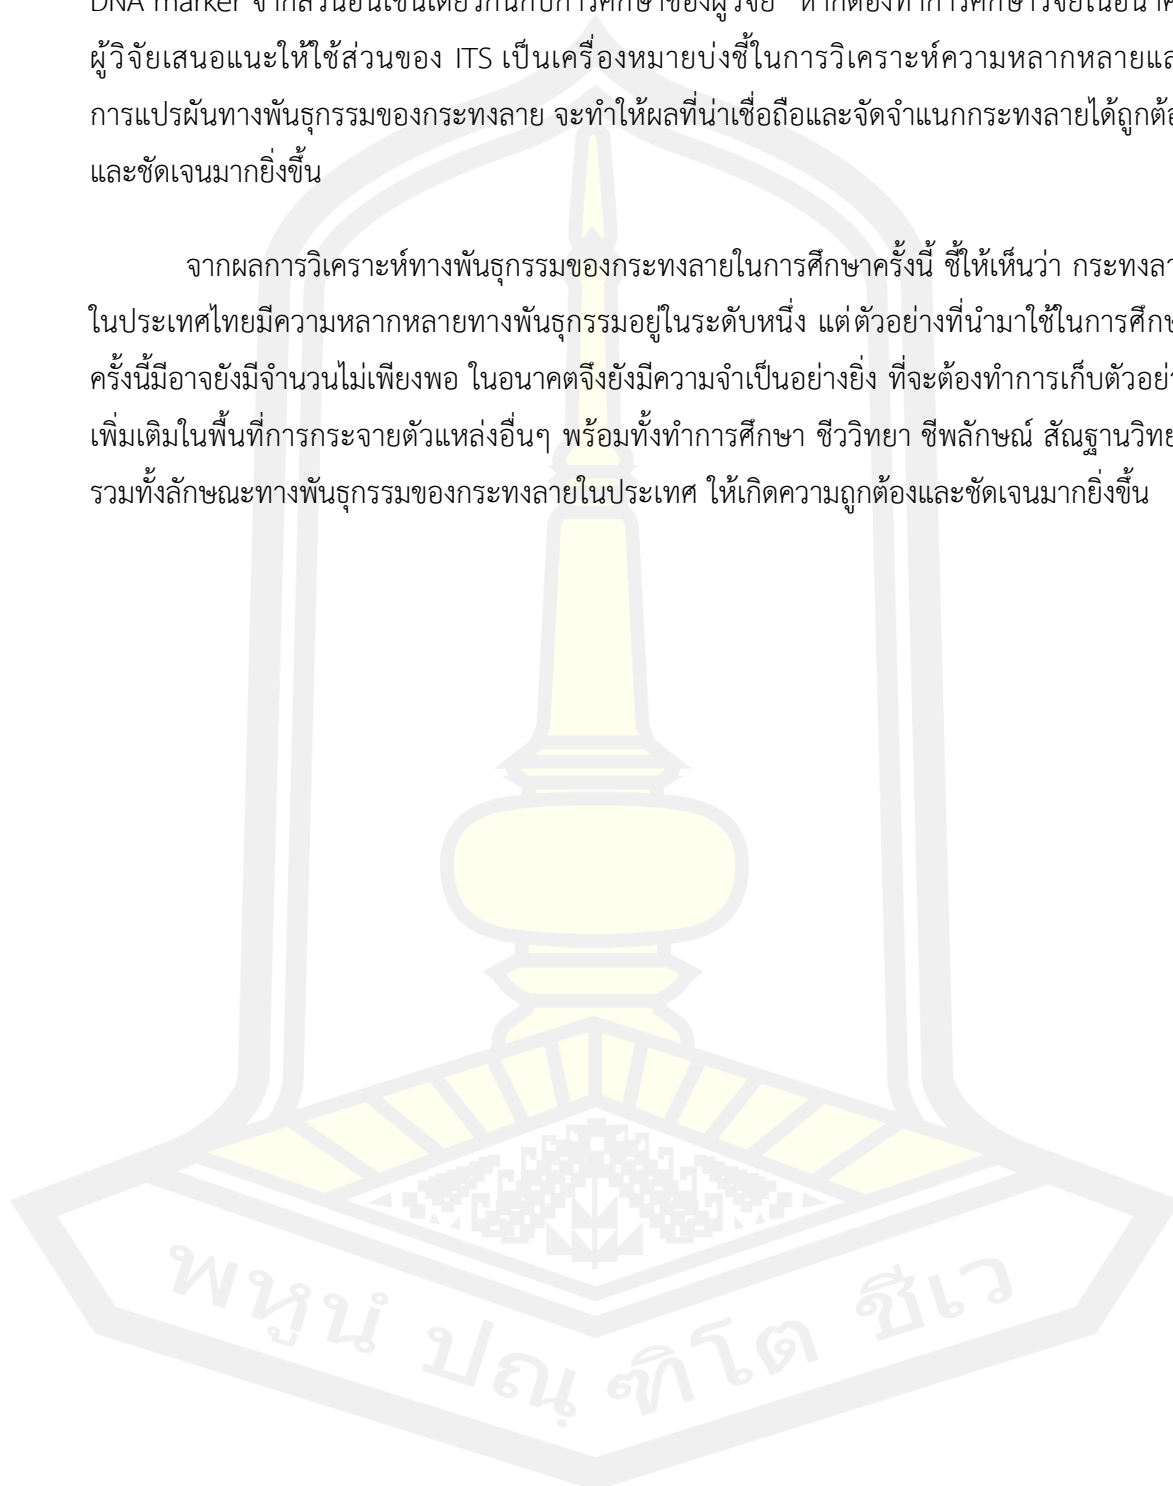 DNA marker จากส่วนอื่นเช่นเดียวกันกับการศึกษาของผู้วิจัย หากต้องทำการศึกษาวิจัยในอนาค
ผู้วิจัยเสนอแนะให้ใช้ส่วนของ ITS เป็นเครื่องหมายบ่งชี้ในการวิเคราะห์ความหลากหลายแล
การแปรผันทางพันธุกรรมของกระทงลาย จะทำให้ผลที่น่าเชื่อถือและจัดจำแนกกระทงลายได้ถูกต้อ
และชัดเจนมากยิ่งขึ้น
จากผลการวิเคราะห์ทางพันธุกรรมของกระทงลายในการศึกษาครั้งนี้ ชี้ให้เห็นว่า กระทงลา
ในประเทศไทยมีความหลากหลายทางพันธุกรรมอยู่ในระดับหนึ่ง แต่ตัวอย่างที่นำมาใช้ในการศึกษ
ครั้งนี้มีอาจยังมีจำนวนไม่เพียงพอ ในอนาคตจึงยังมีความจำเป็นอย่างยิ่ง ที่จะต้องทำการเก็บตัวอย่า
เพิ่มเติมในพื้นที่การกระจายตัวแหล่งอื่นๆ พร้อมทั้งทำการศึกษา ชีววิทยา ชีพลักษณ์ สัณฐานวิทย
รวมทั้งลักษณะทางพันธุกรรมของกระทงลายในประเทศ ให้เกิดความถูกต้องและชัดเจนมากยิ่งขึ้น
พหูนํ ปณฺฑิโต ชีเว